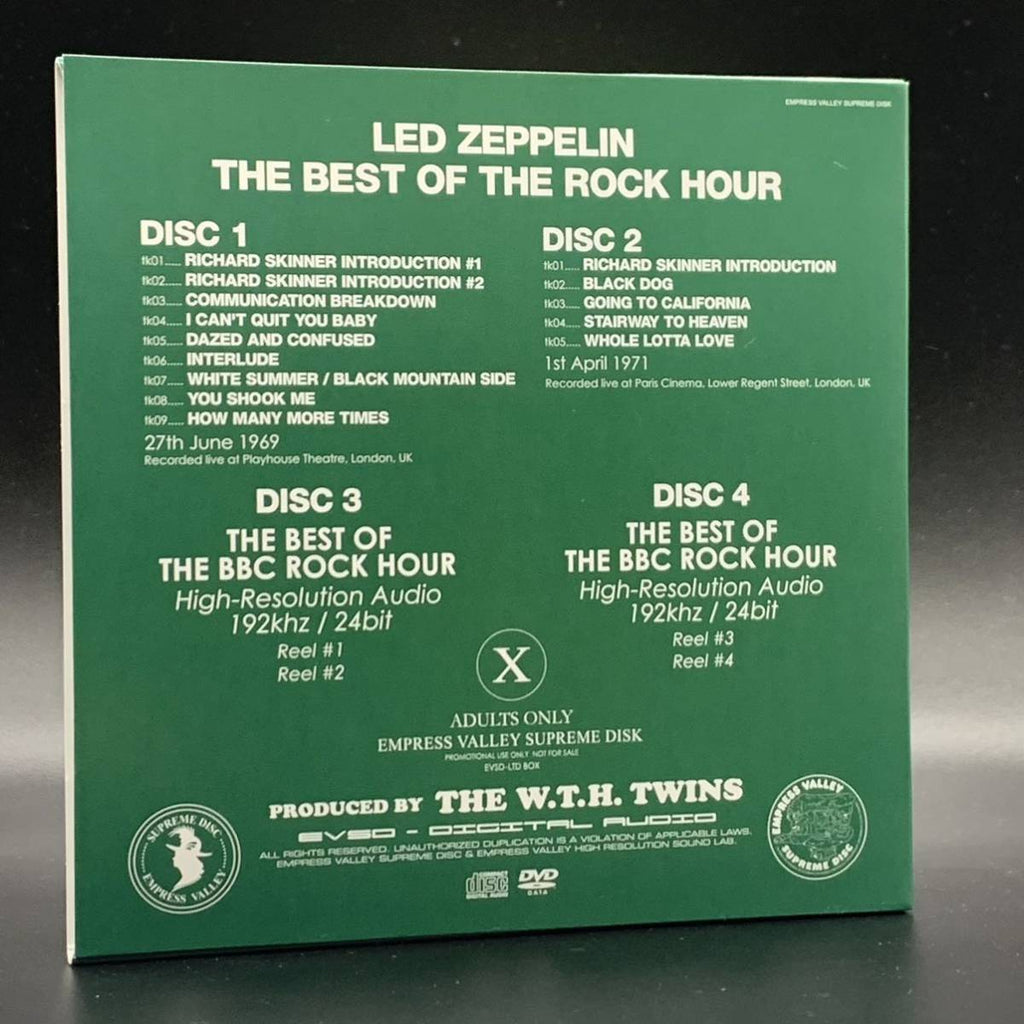 EMPRESS VALLEY SUPREME DISK
LED ZEPPELIN
THE BEST OF THE ROCK HOUR
DISC 1
tk01..... RICHARD SKINNER INTRODUCTION #1
tk02..... RICHARD SKINNER INTRODUCTION #2
tk03..... COMMUNICATION BREAKDOWN
tk04..... I CAN'T QUIT YOU BABY
tk05..... DAZED AND CONFUSED
tk06..... INTERLUDE
tk07..... WHITE SUMMER / BLACK MOUNTAIN SIDE
tk08..... YOU SHOOK ME
tk09..... HOW MANY MORE TIMES
27th June 1969
Recorded live at Playhouse Theatre, London, UK
DISC 2
tk01..... RICHARD SKINNER INTRODUCTION
tk02..... BLACK DOG
tk03..... GOING TO CALIFORNIA
tk04..... STAIRWAY TO HEAVEN
tk05..... WHOLE LOTTA LOVE
1st April 1971
Recorded live at Paris Cinema, Lower Regent Street, London, UK
DISC 3
THE BEST OF
THE BBC ROCK HOUR
High-Resolution Audio
192khz / 24bit
Reel #1
Reel #2
DISC 4
THE BEST OF
THE BBC ROCK HOUR
High-Resolution Audio
192khz / 24bit
Reel #3
Reel #4
X
ADULTS ONLY
EMPRESS VALLEY SUPREME DISK
PROMOTIONAL USE ONLY NOT FOR SALE
EVSD-LTD BOX
PRODUCED BY THE W.T.H. TWINS
EVSD - DIGITAL AUDIO
ALL RIGHTS RESERVED. UNAUTHORIZED DUPLICATION IS A VIOLATION OF APPLICABLE LAWS.
EMPRESS VALLEY SUPREME DISC & EMPRESS VALLEY HIGH RESOLUTION SOUND LAB.
SUPREME DISC
EMPRESS VALLEY
COMPACT
disc
DIGITAL AUDIO
DVD
DATA
EMPRESS VALLEY
SUPREME DISC